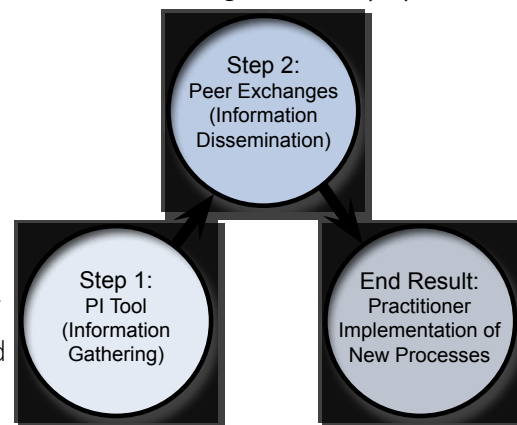 Step 2:
Peer Exchanges
(Information
Dissemination)
Step 1:
PI Tool
(Information
Gathering)
End Result:
Practitioner
Implementation of
New Processes